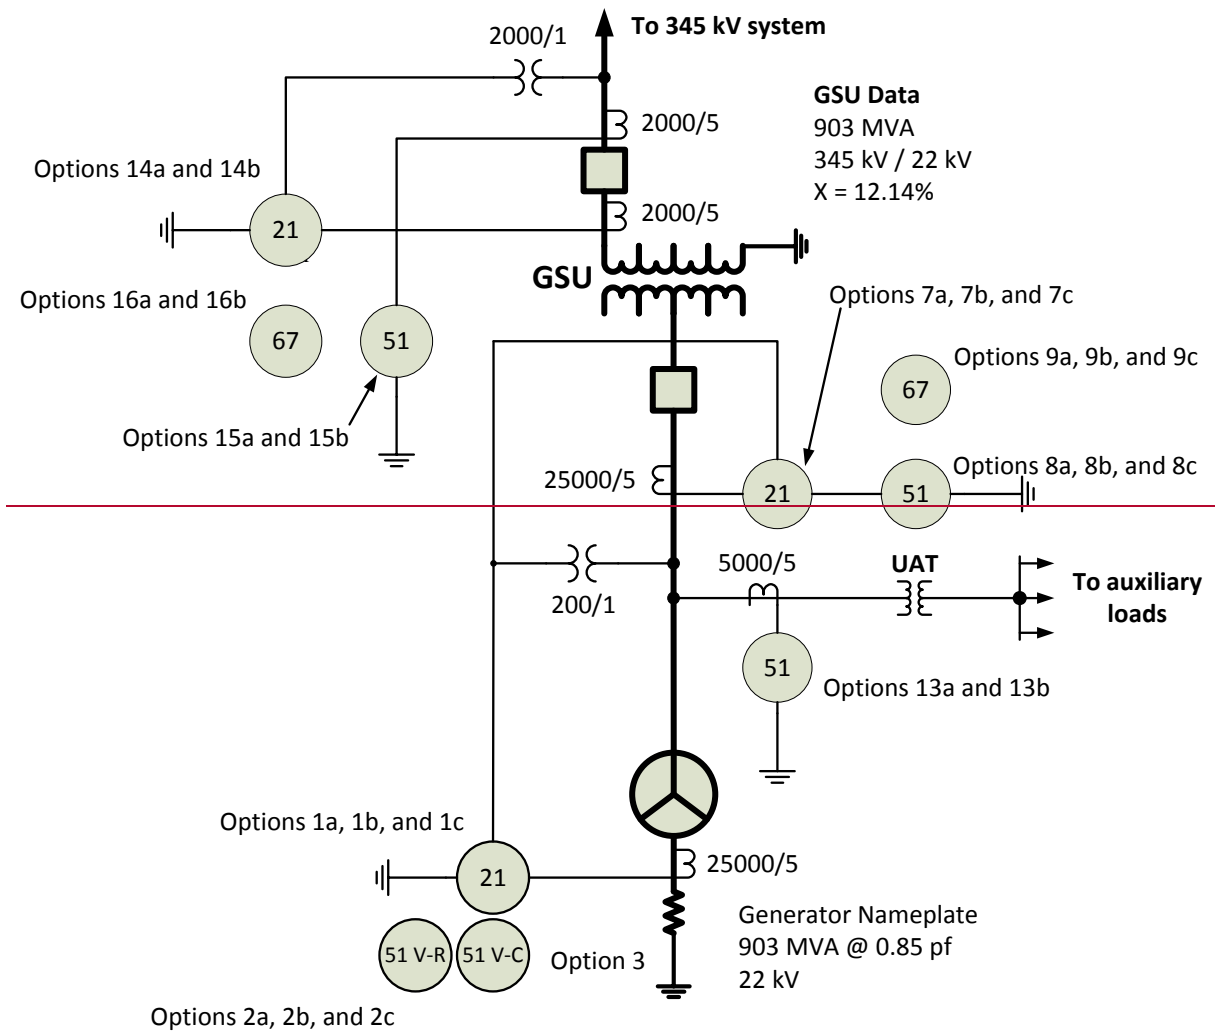 To 345 kV system
2000/1
GSU Data
903 MVA
345 kV / 22 kV
X = 12.14%
2000/5
Options 14a and 14b
2000/5
21
GSU
Options 16a and 16b
Options 7a, 7b, and 7c
67
51
Options 9a, 9b, and 9c
67
Options 15a and 15b
Options 8a, 8b, and 8c
25000/5
21
51
5000/5
UAT
To auxiliary
loads
200/1
51
Options 13a and 13b
Options 1a, 1b, and 1c
21
25000/5
Generator Nameplate
903 MVA @ 0.85 pf
22 kV
51 V-R
51 V-C
Option 3
Options 2a, 2b, and 2c